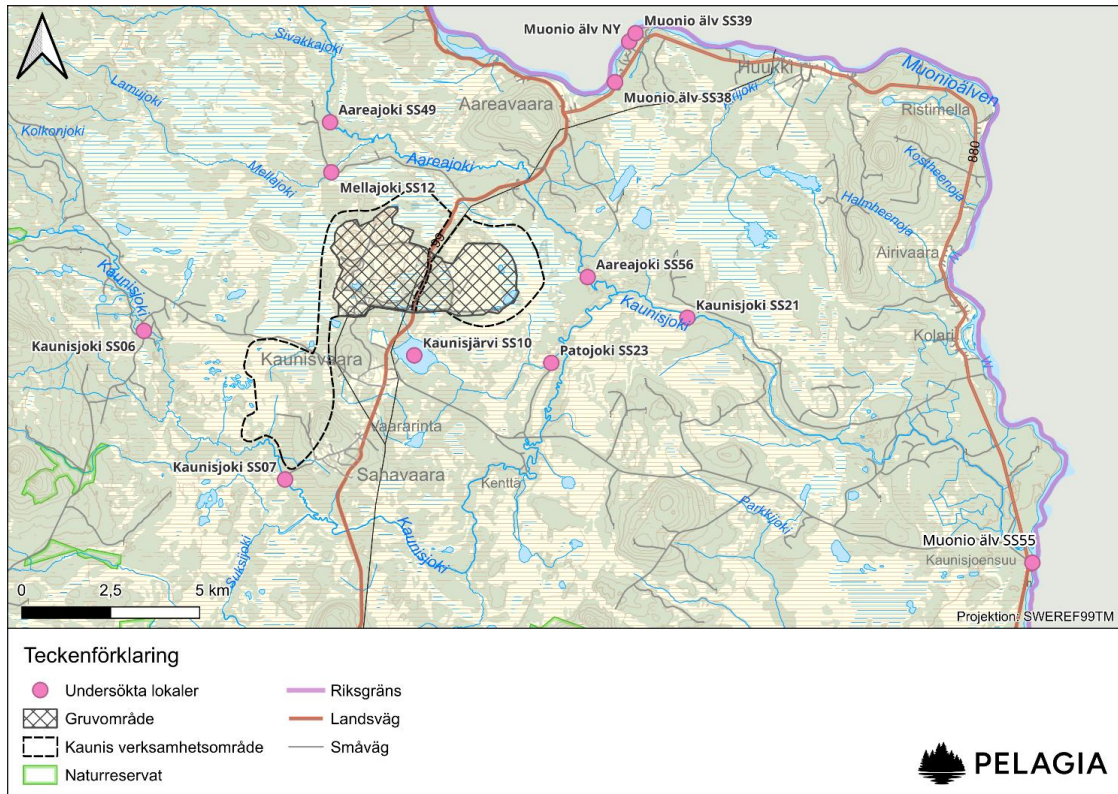 Muonio älv NY
Muonio älv SS39
Sivakkajoki
Huukki
Muonioälven
Lamujoki
Aareavaara
Muonio älv SS38
Ristimella
Aareajoki SS49
Kolkonjoki
880
Aareajoki
Kostheenoja
Mellajoki
Mellajoki SS12
Halmheenoja
99
Airivaara
Kaunisjoki
Aareajoki SS56
Kaunisjoki
Kaunisjoki SS21
Kaunisjoki SS06
Kaunisvaara
Kaunisjärvi SS10
Patojoki SS23
Kolari
Vaararinta
Kaunisjoki SS07
Sahavaara
Kentta
Parkkijoki
Kaunisjoki
Suksijoki
Muonio älv SS55
Kaunisjoensuu
0 2,5 5 km
Projektion: SWEREF99TM
Teckenförklaring
Undersökta lokaler
Riksgräns
Gruvområde
Landsväg
Kaunis verksamhetsområde
Småväg
Naturreservat
PELAGIA